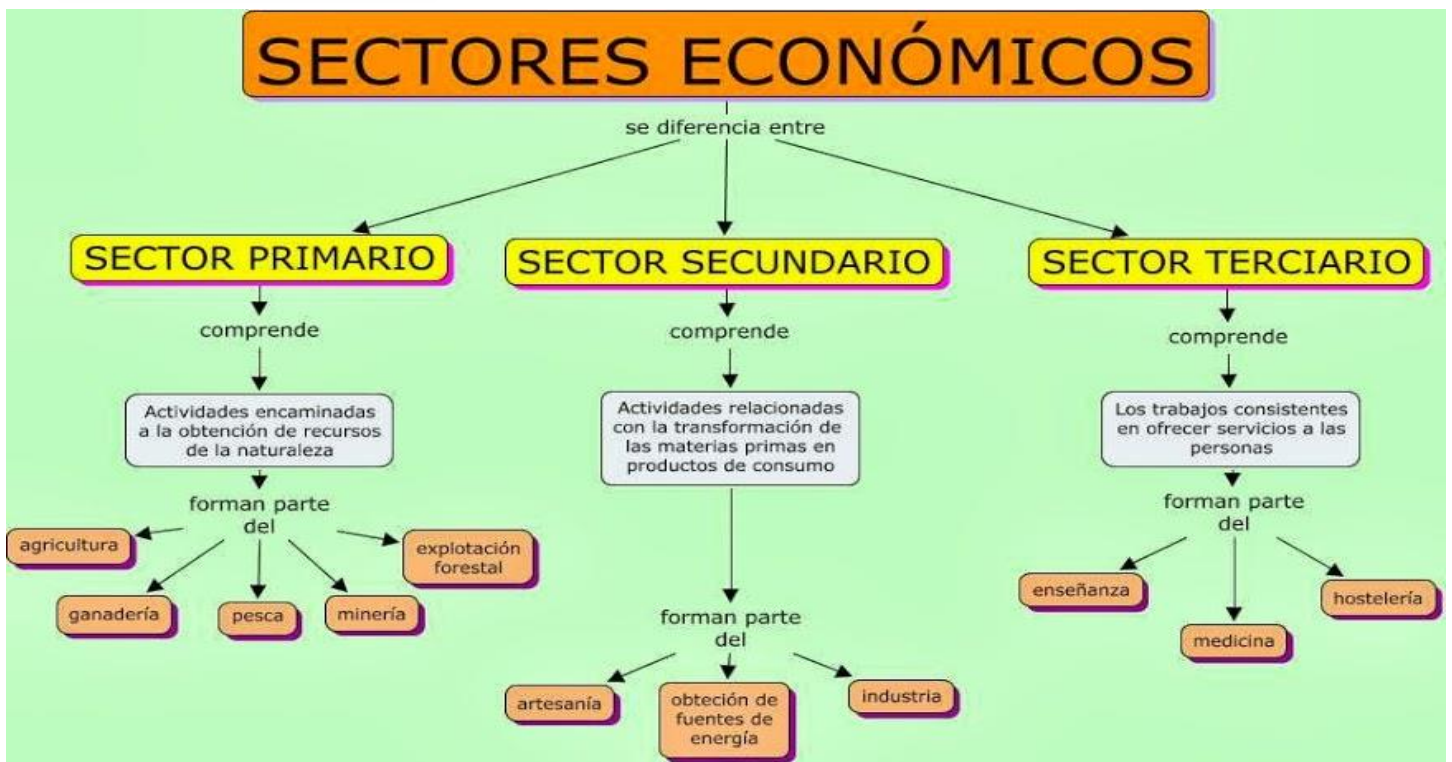 SECTORES ECONÓMICOS
se diferencia entre
SECTOR PRIMARIO
comprende
Actividades encaminadas
a la obtención de recursos
de la naturaleza
forman parte
del
agricultura
ganadería
pesca
minería
explotación
forestal
SECTOR SECUNDARIO
comprende
Actividades relacionadas
con la transformación de
las materias primas en
productos de consumo
forman parte
del
artesanía
obteción de
fuentes de
energía
industria
SECTOR TERCIARIO
comprende
Los trabajos consistentes
en ofrecer servicios a las
personas
forman parte
del
enseñanza
medicina
hostelería